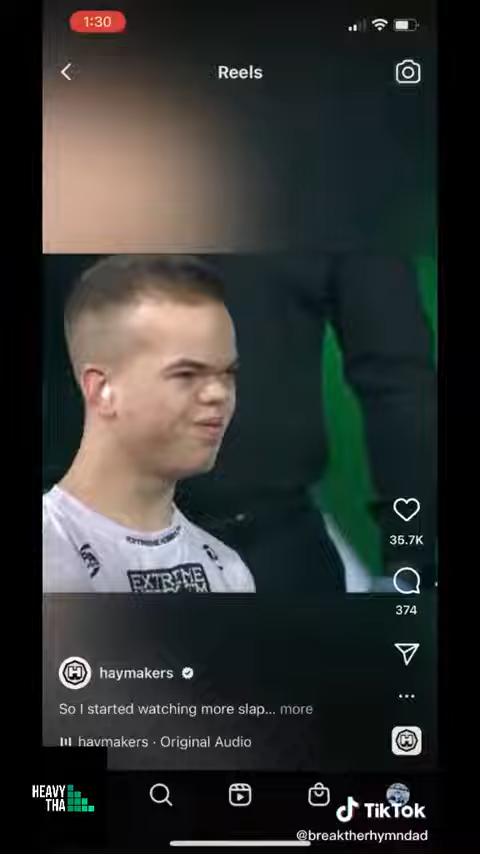 1:30
Reels
EXTREME
35.7K
374
haymakers
So I started watching more slap... more
haymakers · Original Audio
HEAVY
THA
TikTok
@breaktherhymndad